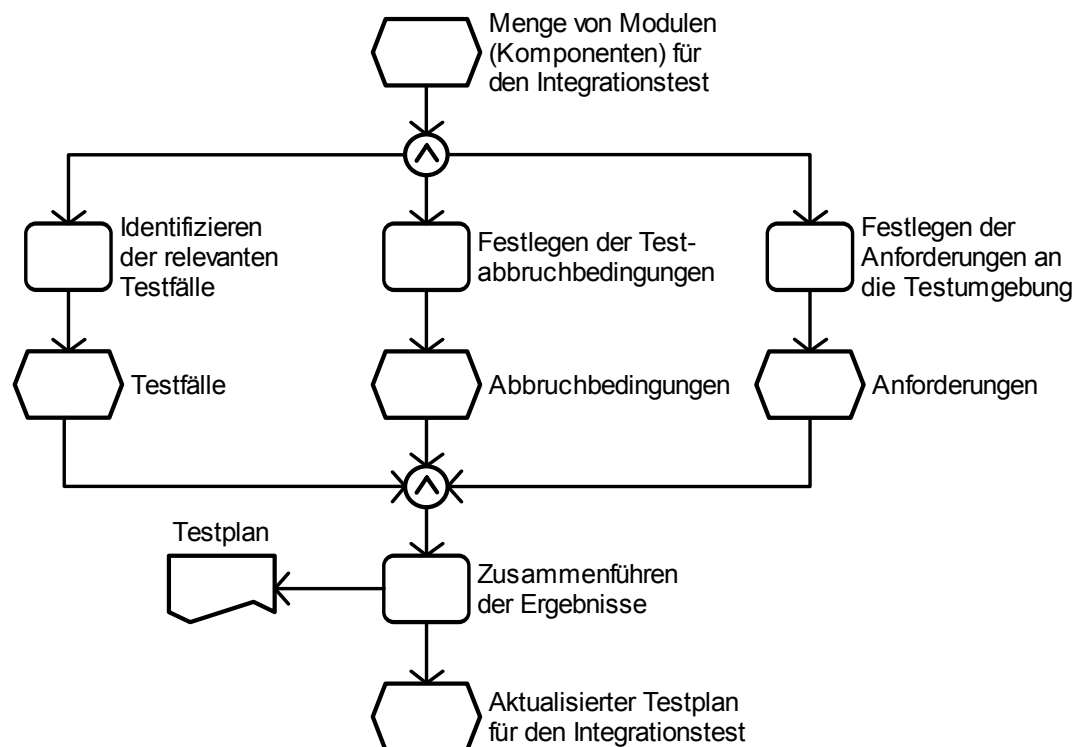 Menge von Modulen
(Komponenten) für
den Integrationstest
Identifizieren
der relevanten
Testfälle
Festlegen der Test-
abbruchbedingungen
Festlegen der
Anforderungen an
die Testumgebung
Testfälle
Abbruchbedingungen
Anforderungen
Testplan
Zusammenführen
der Ergebnisse
Aktualisierter Testplan
für den Integrationstest